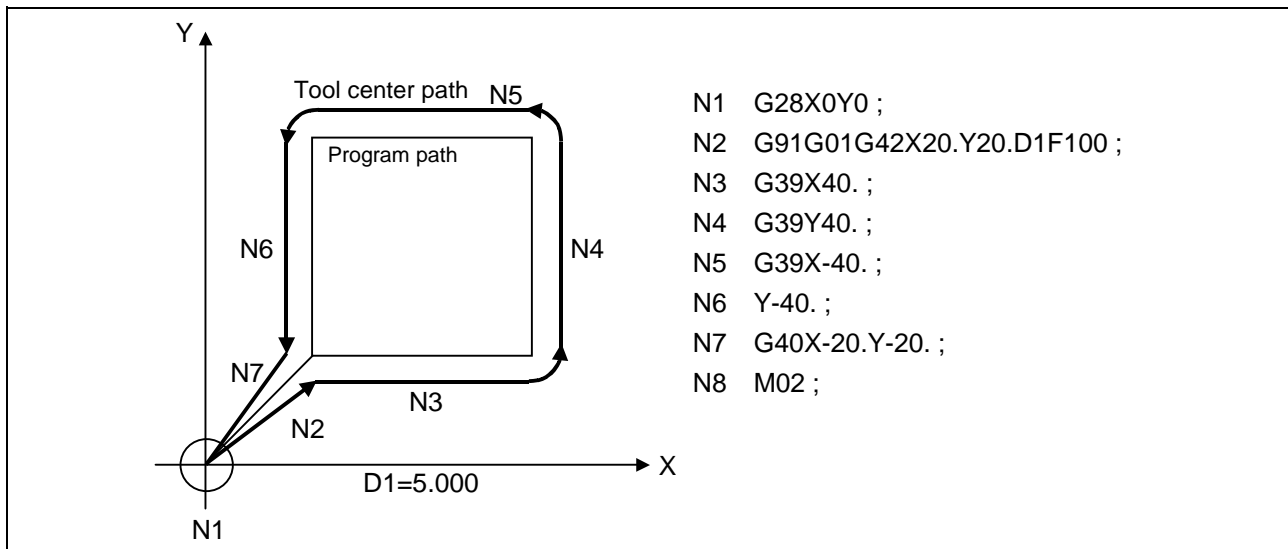 Y
Tool center path N5
Program path
N6
N4
N7
N3
N2
X
D1=5.000
N1
N1 G28X0Y0 ;
N2 G91G01G42X20.Y20.D1F100 ;
N3 G39X40. ;
N4 G39Y40. ;
N5 G39X-40. ;
N6 Y-40. ;
N7 G40X-20.Y-20. ;
N8 M02 ;